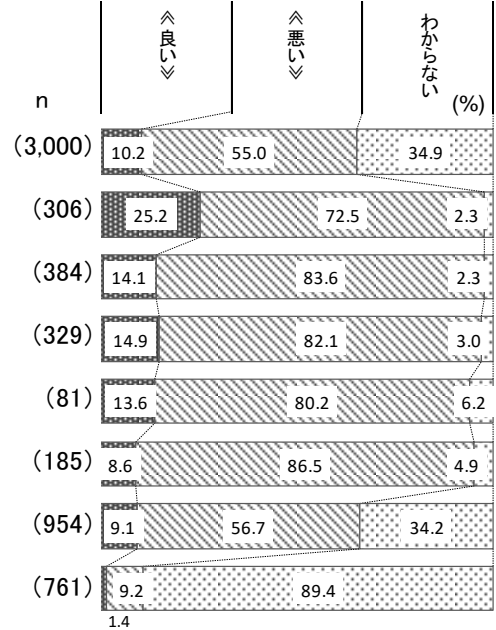 ≪良い≫
≪悪い≫
わからない
n
(%)
(3,000) 10.2 55.0 34.9
(306) 25.2 72.5 2.3
(384) 14.1 83.6 2.3
(329) 14.9 82.1 3.0
(81) 13.6 80.2 6.2
(185) 8.6 86.5 4.9
(954) 9.1 56.7 34.2
(761) 9.2 89.4
1.4